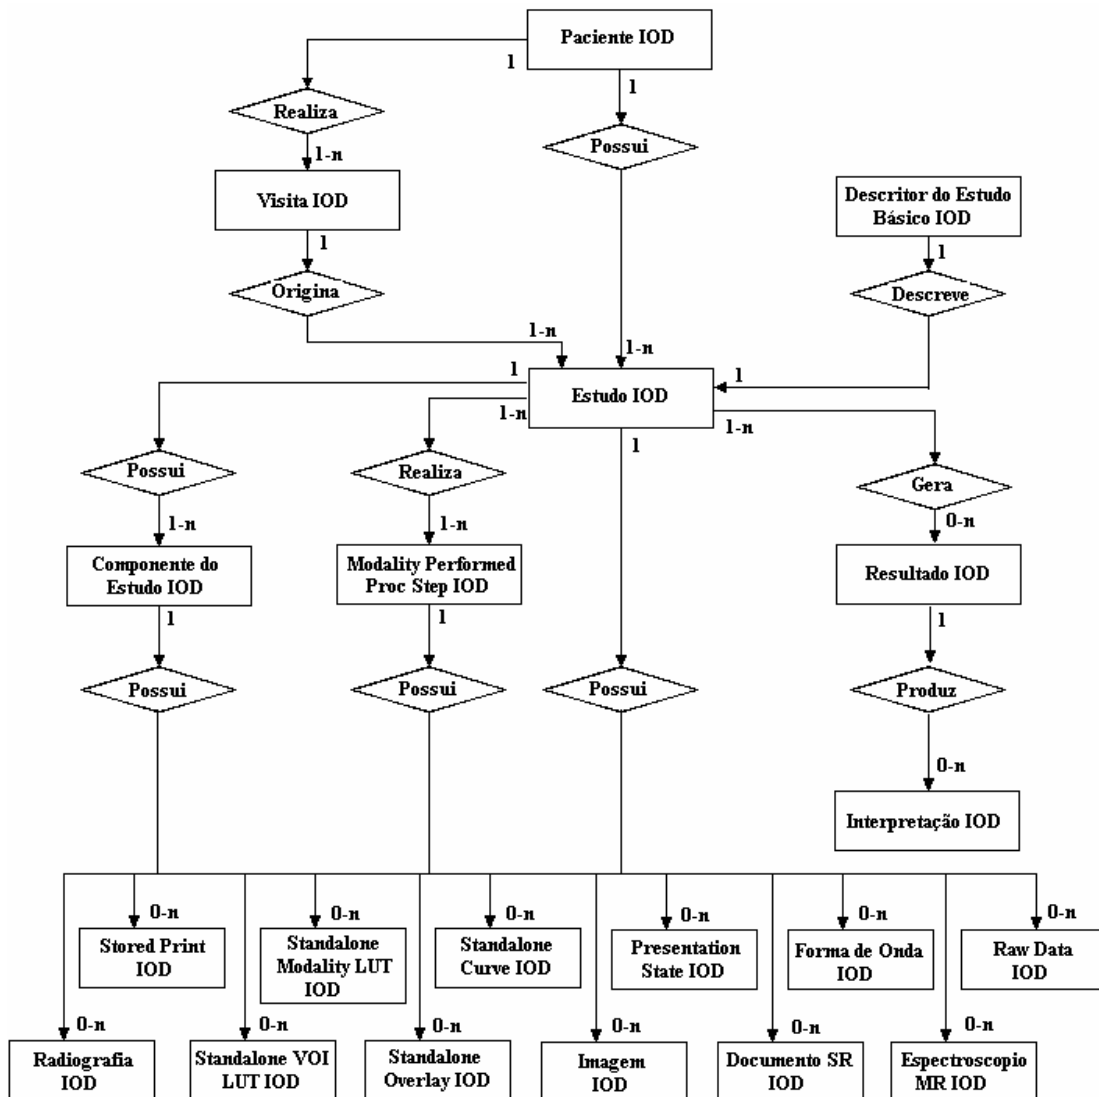 Paciente IOD
1
1
Realiza
Possui
1-n
Visita IOD
Descritor do Estudo
Básico IOD
1
1
Origina
Descreve
1-n
1-n
1
1
Estudo IOD
1-n
1-n
1
Possui
Realiza
Gera
1-n
1-n
0-n
Componente do
Estudo IOD
Modality Performed
Proc Step IOD
Resultado IOD
1
1
1
Possui
Possui
Possui
Produz
0-n
Interpretação IOD
0-n
0-n
0-n
0-n
0-n
0-n
Stored Print
IOD
Standalone
Modality LUT
IOD
Standalone
Curve IOD
Presentation
State IOD
Forma de Onda
IOD
Raw Data
IOD
0-n
0-n
0-n
0-n
0-n
0-n
Radiografia
IOD
Standalone VOI
LUT IOD
Standalone
Overlay IOD
Imagem
IOD
Documento SR
IOD
Espectroscopio
MR IOD